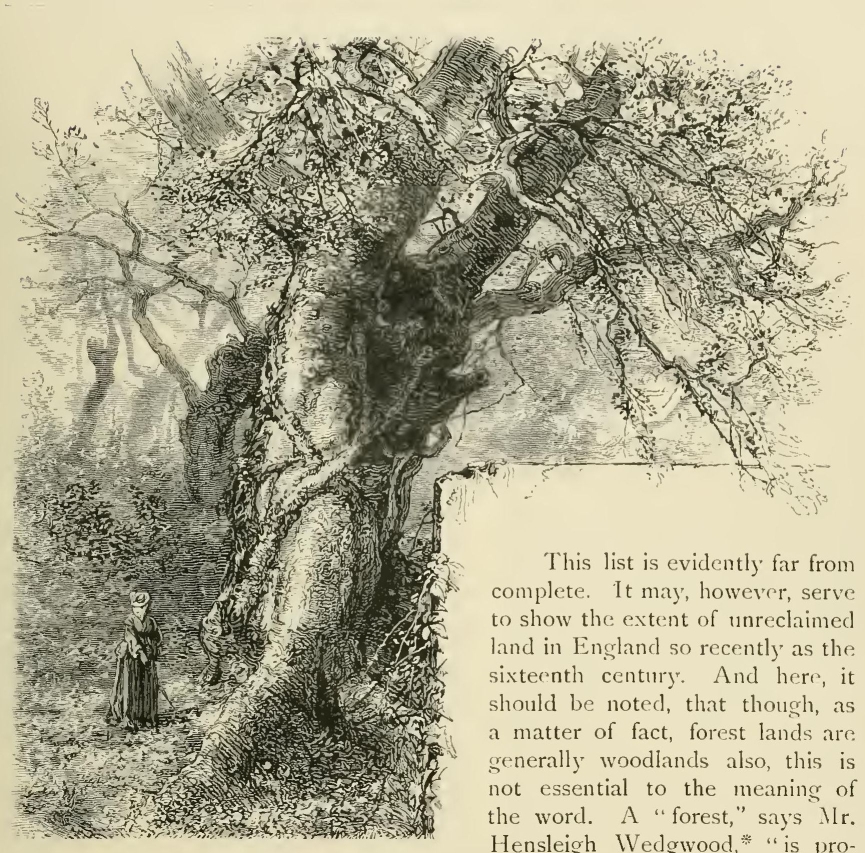 This list is evidently far from
complete. It may, however, serve
to show the extent of unreclaimed
land in England so recently as the
sixteenth century. And here, it
should be noted, that though, as
a matter of fact, forest lands are
generally woodlands also, this is
not essential to the meaning of
the word. A “forest,” says Mr.
Hensleigh Wedgwood,* “is pro-